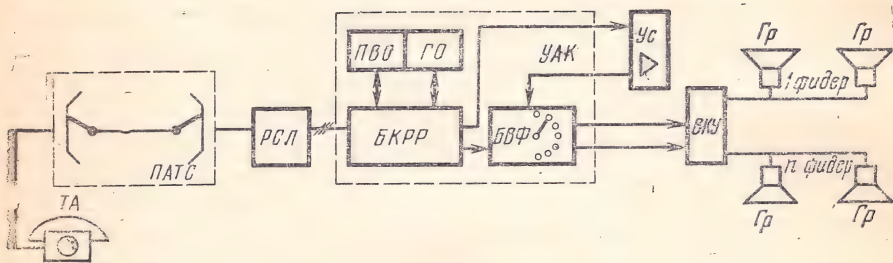 Гр Гр
ПВО ГО УАК УС
1 фидер
РСЛ БКРР БВФ ВКУ
ПАТС
n фидер
ТА
Гр Гр